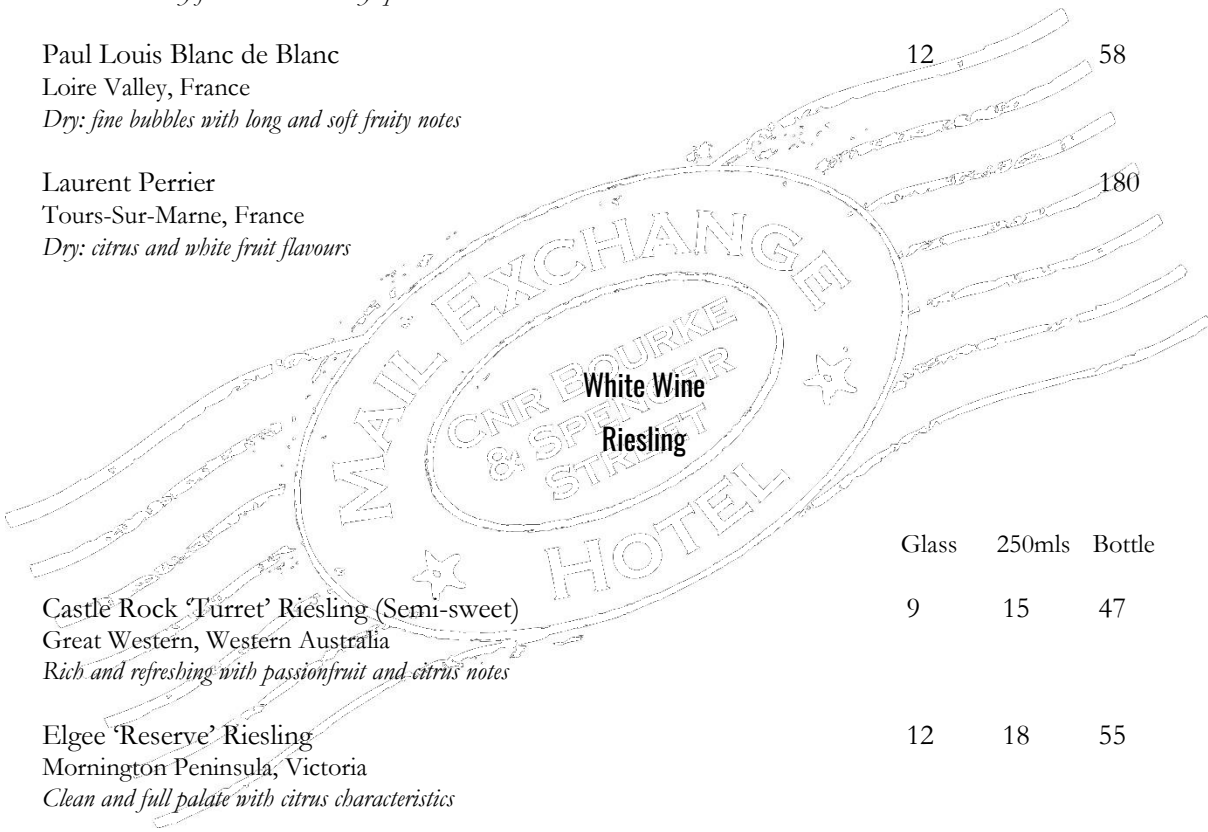 Paul Louis Blanc de Blanc 12 58
Loire Valley, France
Dry: fine bubbles with long and soft fruity notes
Laurent Perrier 180
Tours-Sur-Marne, France
Dry: citrus and white fruit flavours
MAIL EXCHANGE
HOTEL
CNR BOURKE
& SPENCER
STREET
White Wine
Riesling
Glass 250mls Bottle
Castle Rock ‘Turret’ Riesling (Semi-sweet) 9 15 47
Great Western, Western Australia
Rich and refreshing with passionfruit and citrus notes
Elgee ‘Reserve’ Riesling 12 18 55
Mornington Peninsula, Victoria
Clean and full palate with citrus characteristics